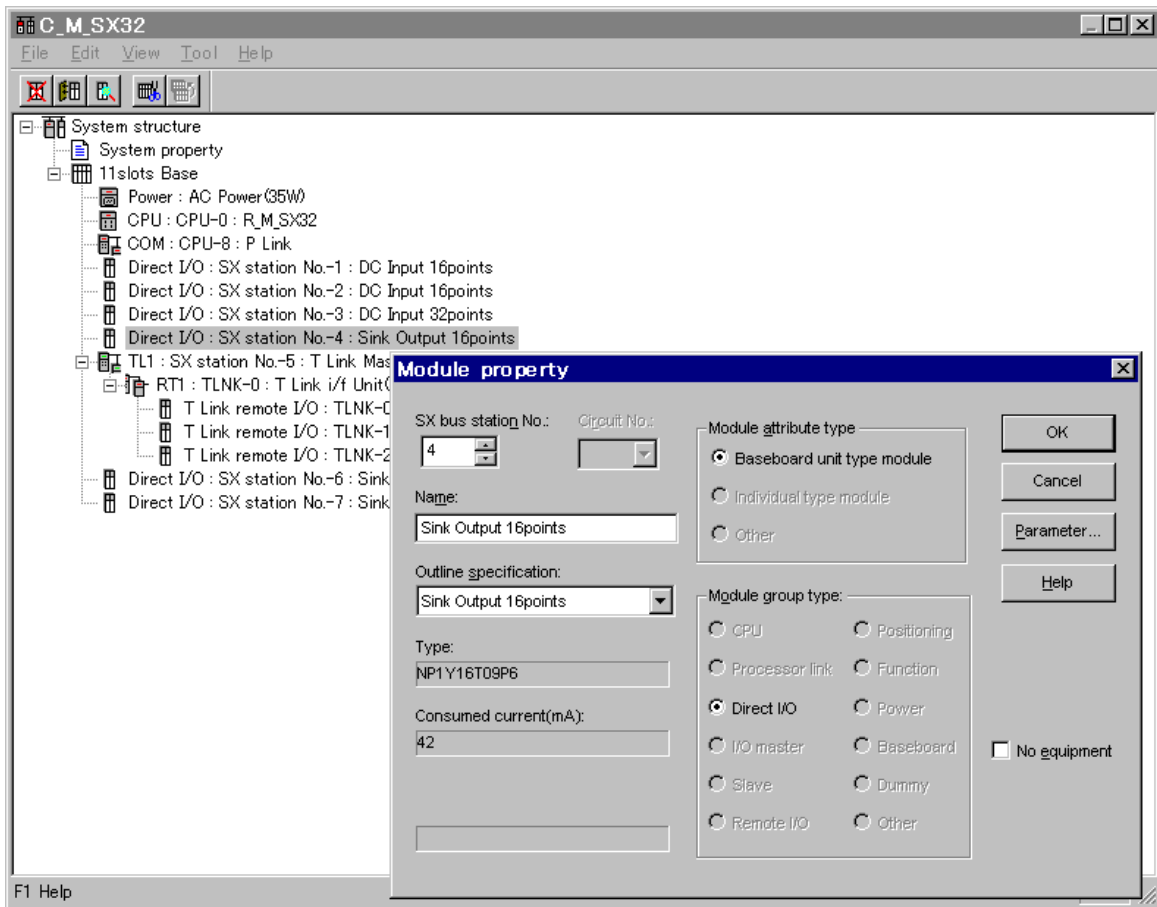 C_M_SX32
File Edit View Tool Help
System structure
System property
11slots Base
Power : AC Power(35W)
CPU : CPU-0 : R_M_SX32
COM : CPU-8 : P Link
Direct I/O : SX station No.-1 : DC Input 16points
Direct I/O : SX station No.-2 : DC Input 16points
Direct I/O : SX station No.-3 : DC Input 32points
Direct I/O : SX station No.-4 : Sink Output 16points
TL1 : SX station No.-5 : T Link Mas
RT1 : TLNK-0 : T Link i/f Unit(
T Link remote I/O : TLNK-0
T Link remote I/O : TLNK-1
T Link remote I/O : TLNK-2
Direct I/O : SX station No.-6 : Sink
Direct I/O : SX station No.-7 : Sink
Module property
SX bus station No.: Circuit No.:
4
Name:
Sink Output 16points
Outline specification:
Sink Output 16points
Type:
NP1Y16T09P6
Consumed current(mA):
42
Module attribute type
Baseboard unit type module
Individual type module
Other
Module group type:
CPU Positioning
Processor link Function
Direct I/O Power
I/O master Baseboard
Slave Dummy
Remote I/O Other
OK
Cancel
Parameter...
Help
No equipment
F1 Help